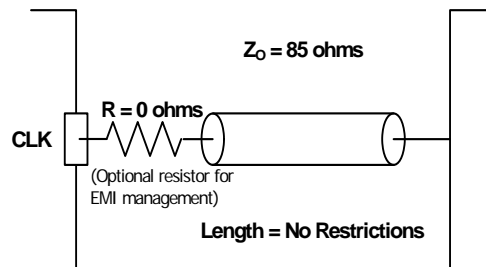 Zo = 85 ohms
R = 0 ohms
CLK
(Optional resistor for
EMI management)
Length = No Restrictions